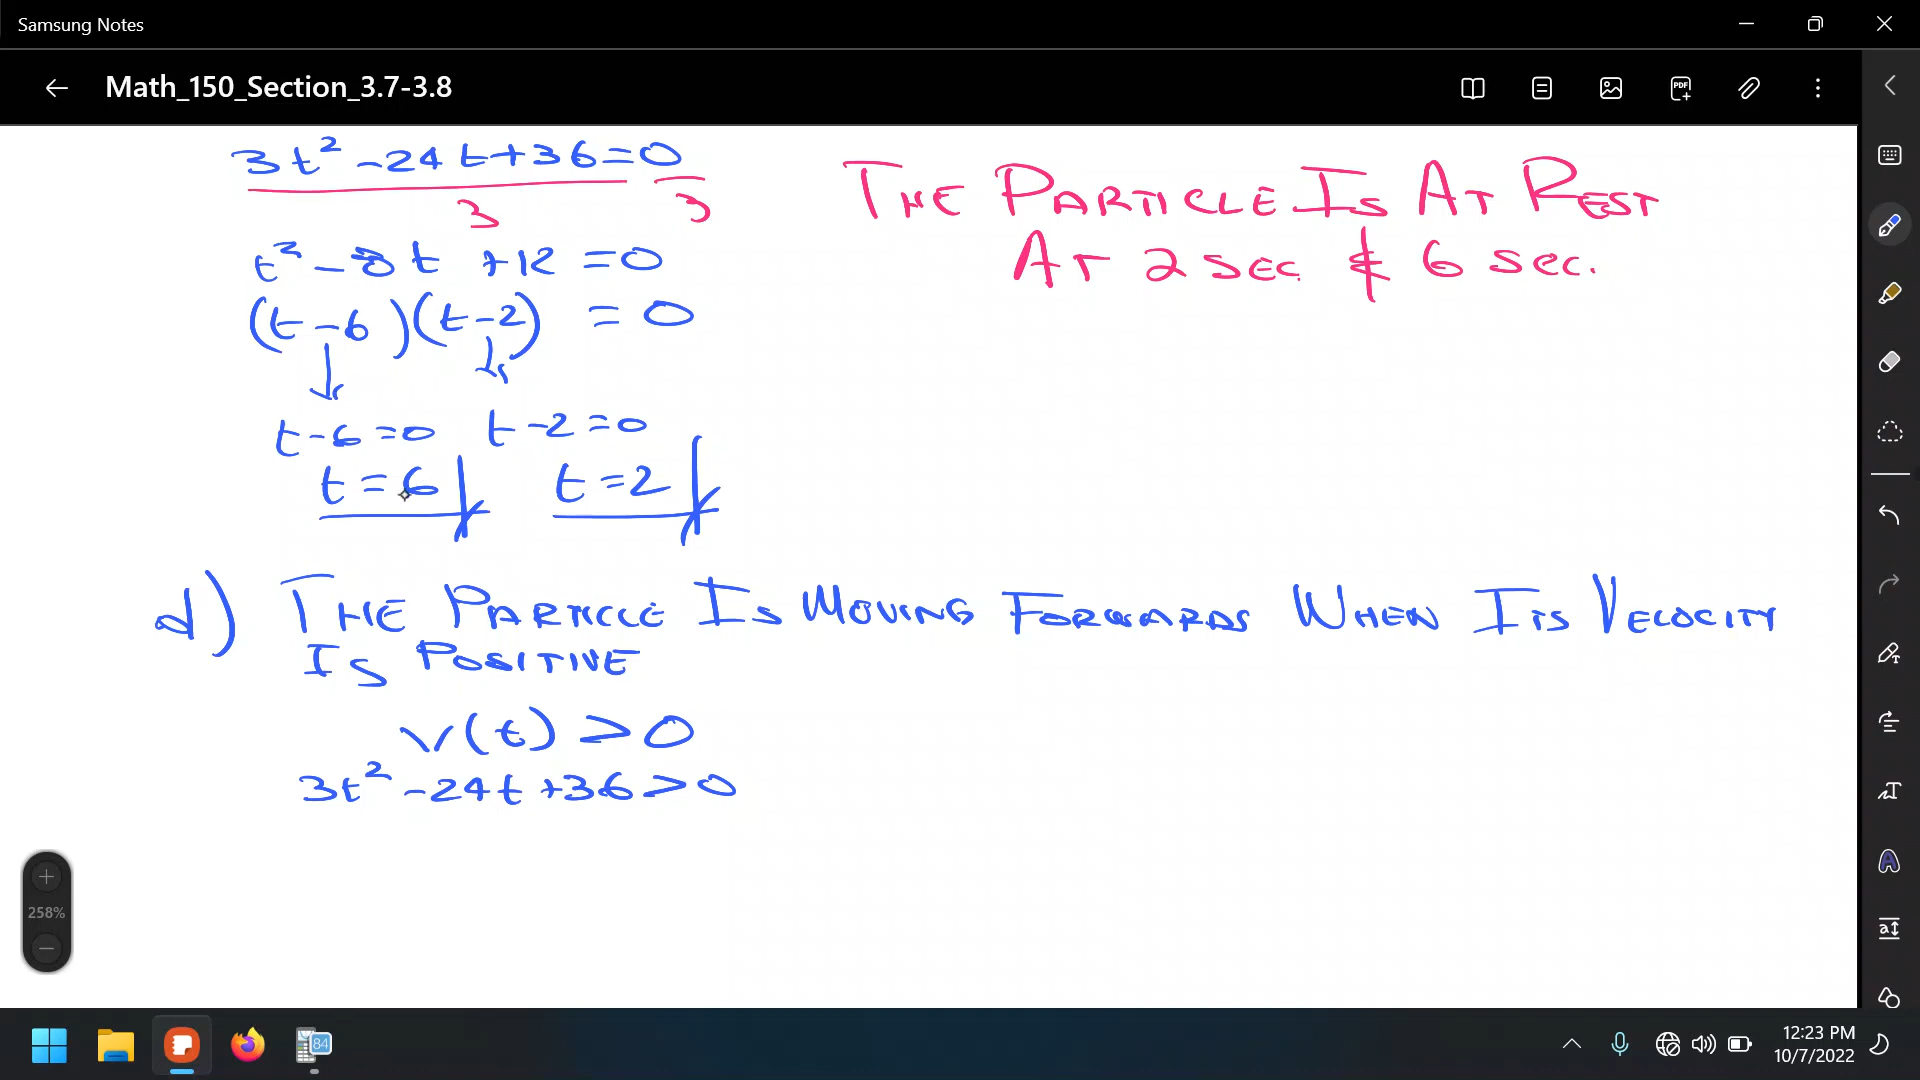 Samsung Notes
Math_150_Section_3.7-3.8
3t² -24t+36=0
3 3
THE PARTICLE IS AT REST
AT 2 SEC & 6 SEC.
t² -8t +12 =0
(t-6)(t-2) = 0
t-6=0 t-2=0
t=6 t=2
d) THE PARTICLE IS MOVING FORWARDS WHEN ITS VELOCITY
IS POSITIVE
v(t) >0
3t² -24t +36>0
258%
PDF
84
12:23 PM
10/7/2022